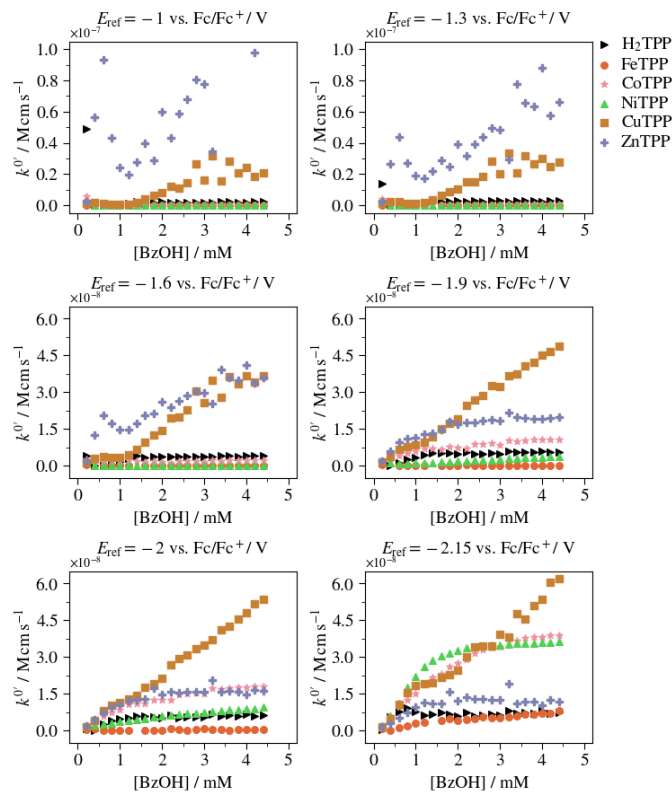 E_ref = −1 vs. Fc/Fc⁺ / V
×10⁻⁷
1.0
0.8
0.6
0.4
0.2
0.0
k⁰′ / M cm s⁻¹
0 1 2 3 4 5
[BzOH] / mM
E_ref = −1.3 vs. Fc/Fc⁺ / V
×10⁻⁷
1.0
0.8
0.6
0.4
0.2
0.0
k⁰′ / M cm s⁻¹
0 1 2 3 4 5
[BzOH] / mM
H₂TPP
FeTPP
CoTPP
NiTPP
CuTPP
ZnTPP
E_ref = −1.6 vs. Fc/Fc⁺ / V
×10⁻⁸
6.0
4.5
3.0
1.5
0.0
k⁰′ / M cm s⁻¹
0 1 2 3 4 5
[BzOH] / mM
E_ref = −1.9 vs. Fc/Fc⁺ / V
×10⁻⁸
6.0
4.5
3.0
1.5
0.0
k⁰′ / M cm s⁻¹
0 1 2 3 4 5
[BzOH] / mM
E_ref = −2 vs. Fc/Fc⁺ / V
×10⁻⁸
6.0
4.5
3.0
1.5
0.0
k⁰′ / M cm s⁻¹
0 1 2 3 4 5
[BzOH] / mM
E_ref = −2.15 vs. Fc/Fc⁺ / V
×10⁻⁸
6.0
4.5
3.0
1.5
0.0
k⁰′ / M cm s⁻¹
0 1 2 3 4 5
[BzOH] / mM